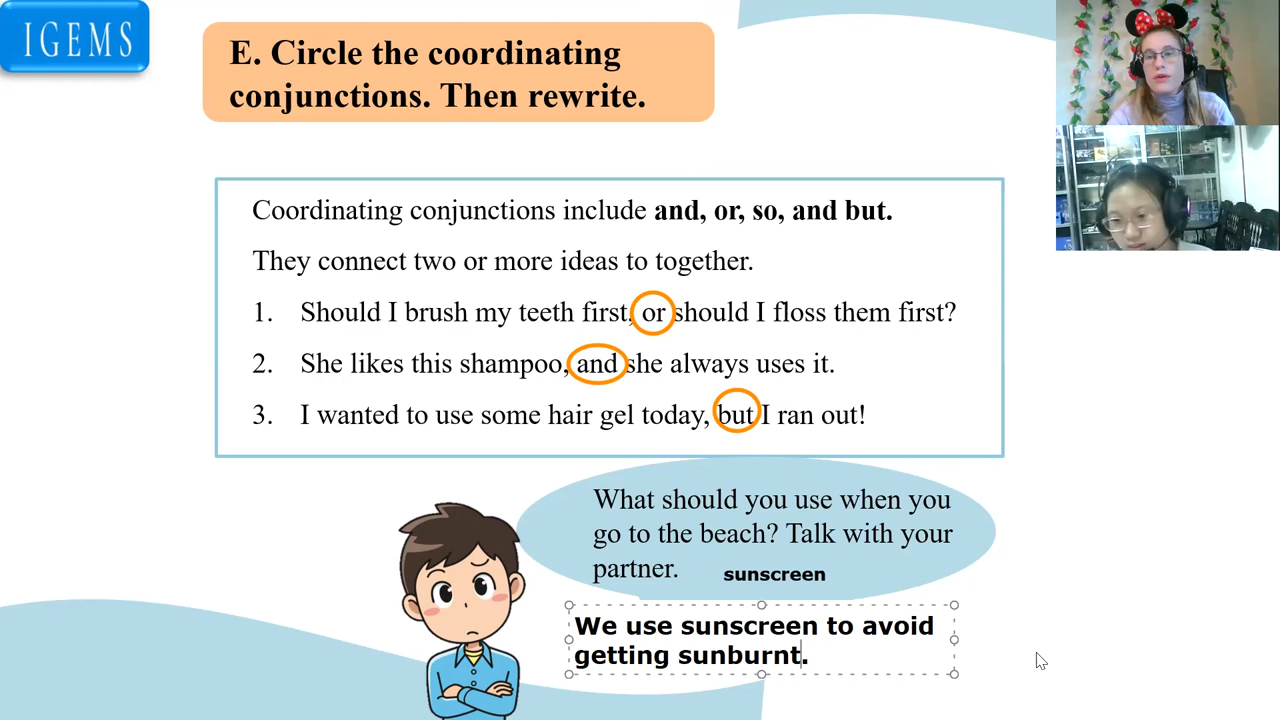 IGEMS
E. Circle the coordinating
conjunctions. Then rewrite.
Coordinating conjunctions include and, or, so, and but.
They connect two or more ideas to together.
1. Should I brush my teeth first, or should I floss them first?
2. She likes this shampoo, and she always uses it.
3. I wanted to use some hair gel today, but I ran out!
What should you use when you
go to the beach? Talk with your
partner.
sunscreen
We use sunscreen to avoid
getting sunburnt.